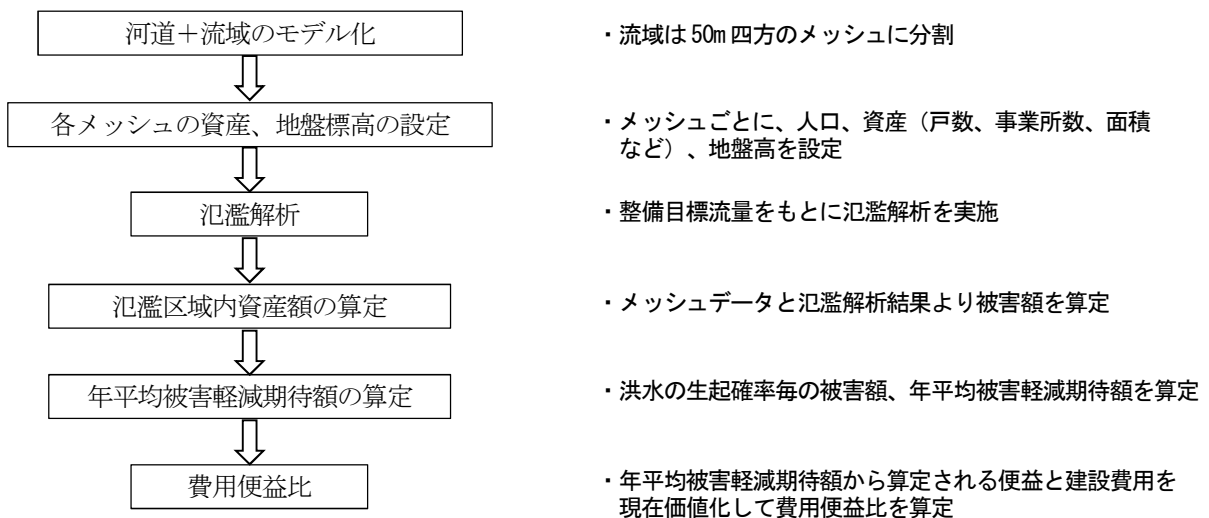 河道＋流域のモデル化
・流域は50m四方のメッシュに分割
各メッシュの資産、地盤標高の設定
・メッシュごとに、人口、資産（戸数、事業所数、面積
など）、地盤高を設定
氾濫解析
・整備目標流量をもとに氾濫解析を実施
氾濫区域内資産額の算定
・メッシュデータと氾濫解析結果より被害額を算定
年平均被害軽減期待額の算定
・洪水の生起確率毎の被害額、年平均被害軽減期待額を算定
費用便益比
・年平均被害軽減期待額から算定される便益と建設費用を
現在価値化して費用便益比を算定